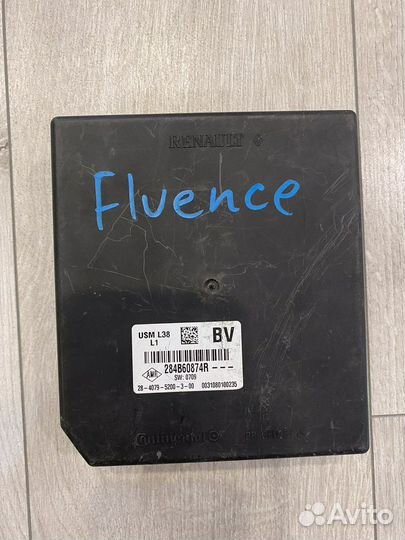 RENAULT
Fluence
USM L38
L1
BV
284B60874R---
SW: 0709
28-4079-5200-3-00 0031080100235
Continental
Avito